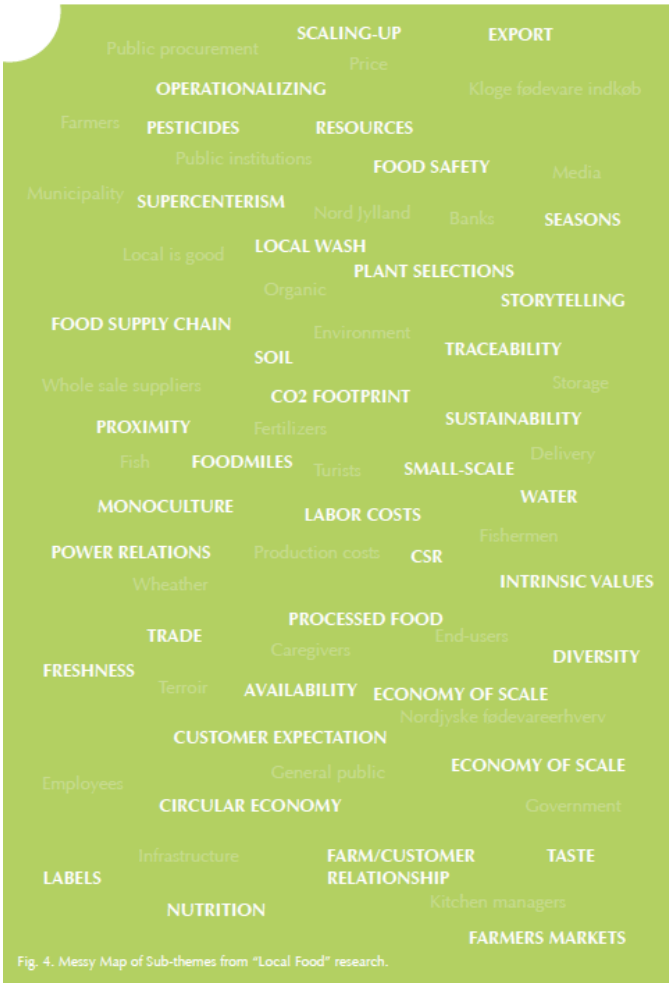 SCALING-UP
EXPORT
Public procurement
Price
OPERATIONALIZING
Kloge fødevare indkøb
Farmers
PESTICIDES
RESOURCES
Public institutions
FOOD SAFETY
Media
Municipality
SUPERCENTERISM
Nord Jylland
Banks
SEASONS
Local is good
LOCAL WASH
PLANT SELECTIONS
Organic
STORYTELLING
FOOD SUPPLY CHAIN
Environment
SOIL
TRACEABILITY
Whole sale suppliers
Storage
CO2 FOOTPRINT
PROXIMITY
Fertilizers
SUSTAINABILITY
Fish
FOODMILES
Turists
SMALL-SCALE
Delivery
MONOCULTURE
LABOR COSTS
WATER
Fishermen
POWER RELATIONS
Production costs
CSR
Wheather
INTRINSIC VALUES
PROCESSED FOOD
TRADE
End-users
Caregivers
DIVERSITY
FRESHNESS
Terroir
AVAILABILITY
ECONOMY OF SCALE
Nordjyske fødevareerhverv
CUSTOMER EXPECTATION
General public
ECONOMY OF SCALE
Employees
CIRCULAR ECONOMY
Government
Infrastructure
FARM/CUSTOMER
RELATIONSHIP
TASTE
LABELS
NUTRITION
Kitchen managers
FARMERS MARKETS
Fig. 4. Messy Map of Sub-themes from “Local Food” research.